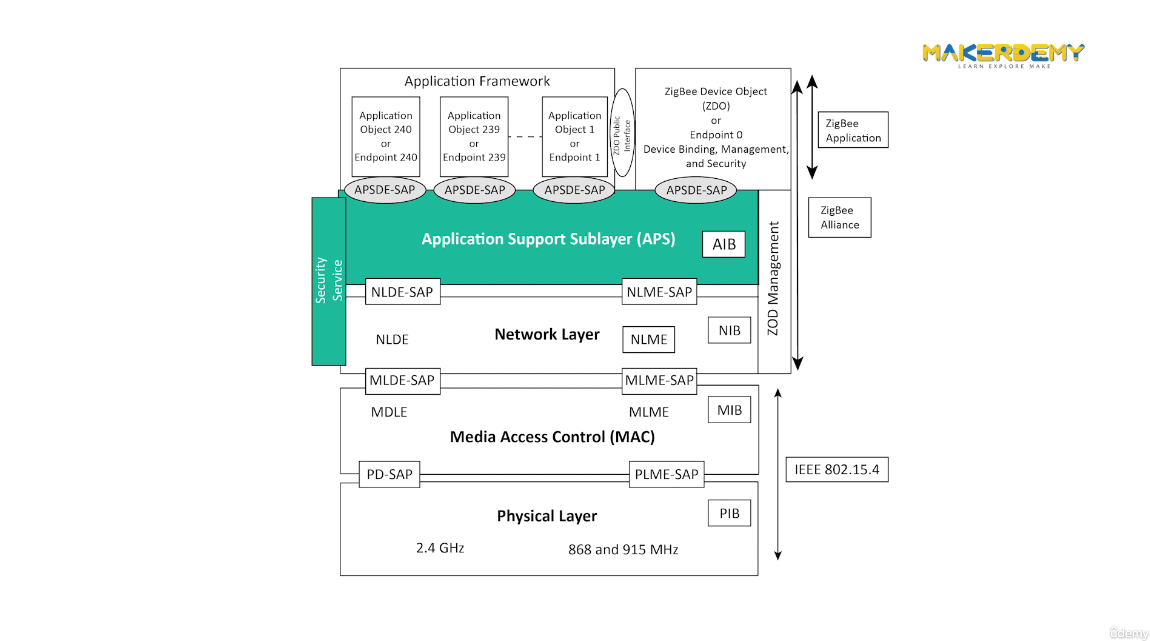 MAKERDEMY
LEARN EXPLORE MAKE
Application Framework
Application
Object 240
or
Endpoint 240
Application
Object 239
or
Endpoint 239
Application
Object 1
or
Endpoint 1
ZDO Public
Interface
ZigBee Device Object
(ZDO)
or
Endpoint 0
Device Binding, Management,
and Security
ZigBee
Application
APSDE-SAP
APSDE-SAP
APSDE-SAP
APSDE-SAP
ZigBee
Alliance
Security
Service
Application Support Sublayer (APS)
AIB
ZOD Management
NLDE-SAP
NLME-SAP
NLDE
Network Layer
NLME
NIB
MLDE-SAP
MLME-SAP
MDLE
MLME
MIB
Media Access Control (MAC)
PD-SAP
PLME-SAP
IEEE 802.15.4
Physical Layer
PIB
2.4 GHz
868 and 915 MHz
ûdemy